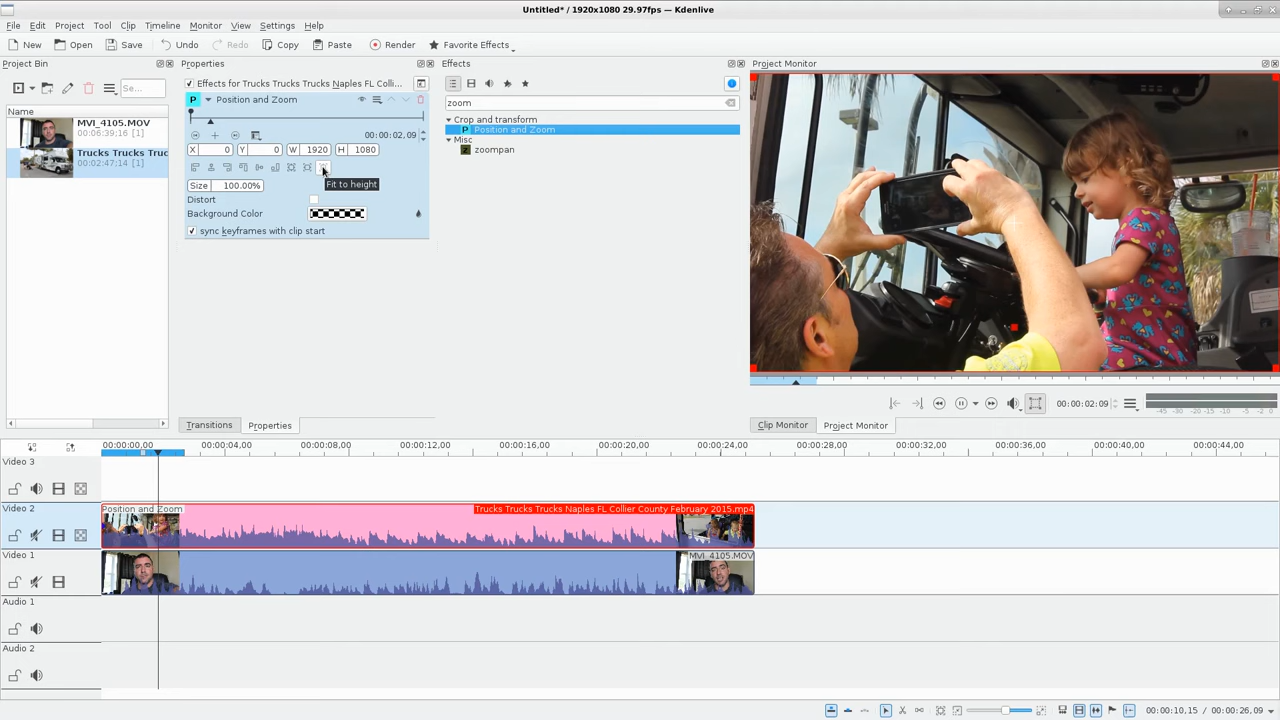 Untitled* / 1920x1080 29.97fps — Kdenlive
File Edit Project Tool Clip Timeline Monitor View Settings Help
New Open Save Undo Redo Copy Paste Render Favorite Effects
Project Bin
Se...
Name
MVI_4105.MOV
00:06:39;16 [1]
Trucks Trucks Truc
00:02:47;14 [1]
Properties
Effects for Trucks Trucks Trucks Naples FL Colli...
P Position and Zoom
00:00:02,09
X 0 Y 0 W 1920 H 1080
Size 100.00%
Fit to height
Distort
Background Color
sync keyframes with clip start
Transitions Properties
Effects
zoom
Crop and transform
P Position and Zoom
Misc
zoompan
Project Monitor
00:00:02;09
-45 -30 -20 -15 -10 -5 -2 0
Clip Monitor Project Monitor
00:00:00,00 00:00:04,00 00:00:08,00 00:00:12,00 00:00:16,00 00:00:20,00 00:00:24,00 00:00:28,00 00:00:32,00 00:00:36,00 00:00:40,00 00:00:44,00
Video 3
Video 2
Position and Zoom Trucks Trucks Trucks Naples FL Collier County February 2015.mp4
Video 1
MVI_4105.MOV
Audio 1
Audio 2
00:00:10,15 / 00:00:26,09